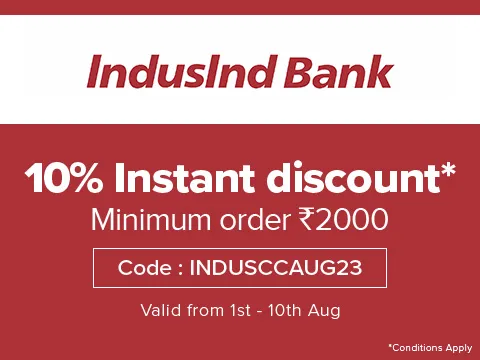 IndusInd Bank
10% Instant discount*
Minimum order ₹2000
Code : INDUSCCAUG23
Valid from 1st - 10th Aug
*Conditions Apply